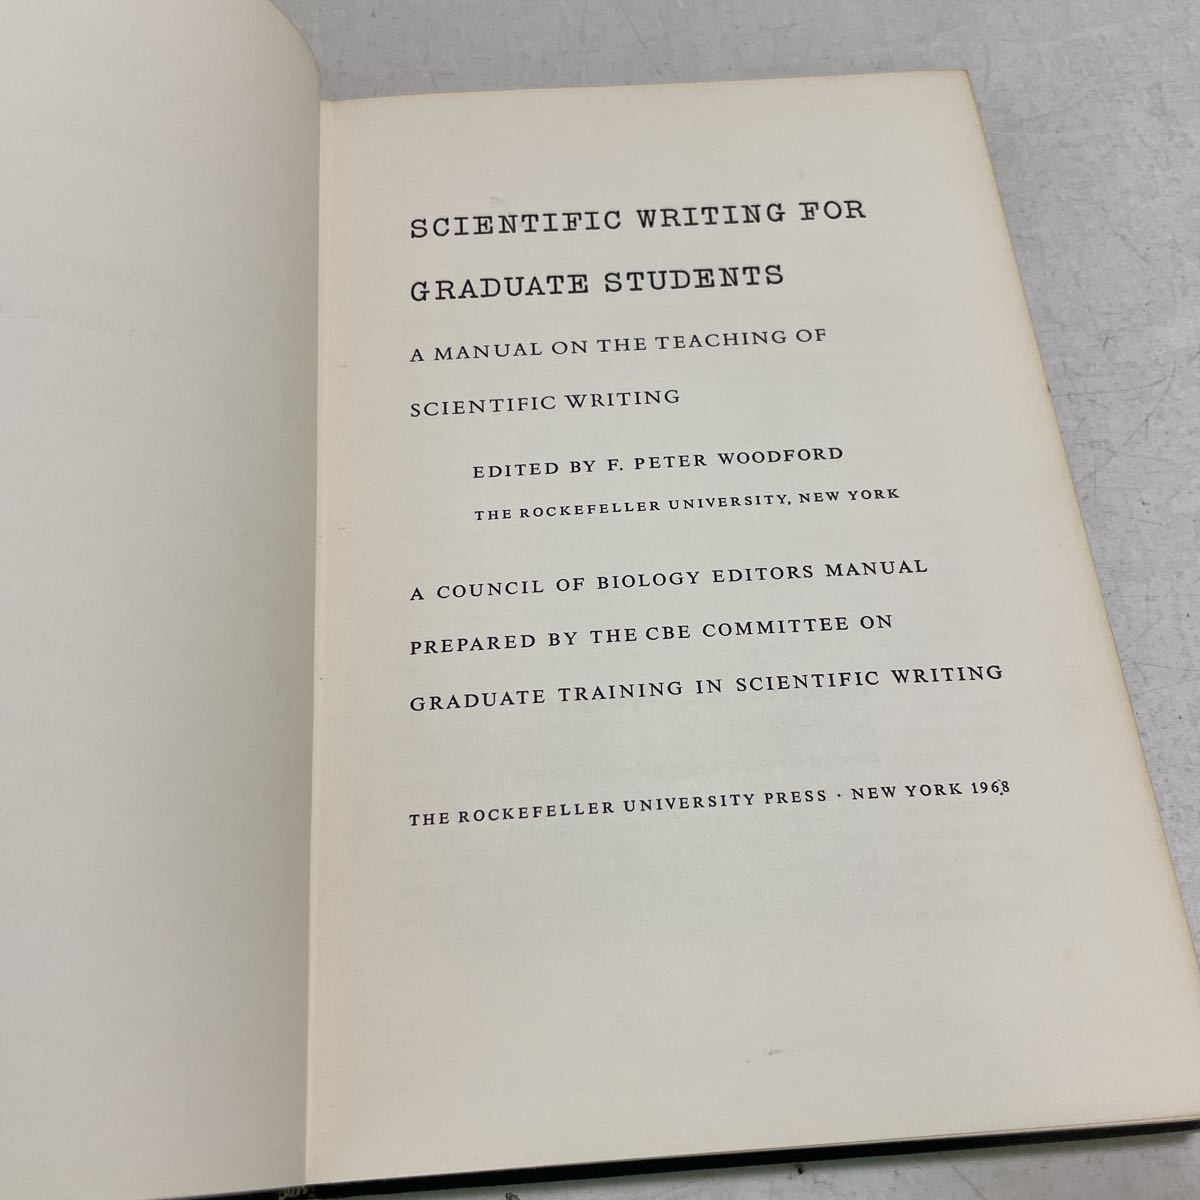 SCIENTIFIC WRITING FOR
GRADUATE STUDENTS
A MANUAL ON THE TEACHING OF
SCIENTIFIC WRITING
EDITED BY F. PETER WOODFORD
THE ROCKEFELLER UNIVERSITY, NEW YORK
A COUNCIL OF BIOLOGY EDITORS MANUAL
PREPARED BY THE CBE COMMITTEE ON
GRADUATE TRAINING IN SCIENTIFIC WRITING
THE ROCKEFELLER UNIVERSITY PRESS · NEW YORK 1968